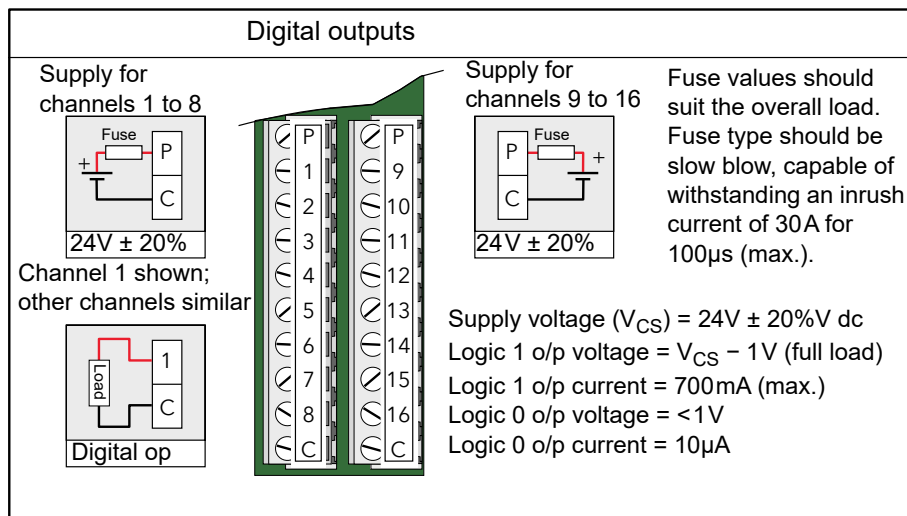 Digital outputs
Supply for
channels 1 to 8
Fuse
+
P
C
24V ± 20%
Channel 1 shown;
other channels similar
Load
1
C
Digital op
P
1
2
3
4
5
6
7
8
C
P
9
10
11
12
13
14
15
16
C
Supply for
channels 9 to 16
P
Fuse
+
C
24V ± 20%
Fuse values should
suit the overall load.
Fuse type should be
slow blow, capable of
withstanding an inrush
current of 30A for
100µs (max.).
Supply voltage (VCS) = 24V ± 20%V dc
Logic 1 o/p voltage = VCS − 1V (full load)
Logic 1 o/p current = 700mA (max.)
Logic 0 o/p voltage = <1V
Logic 0 o/p current = 10µA